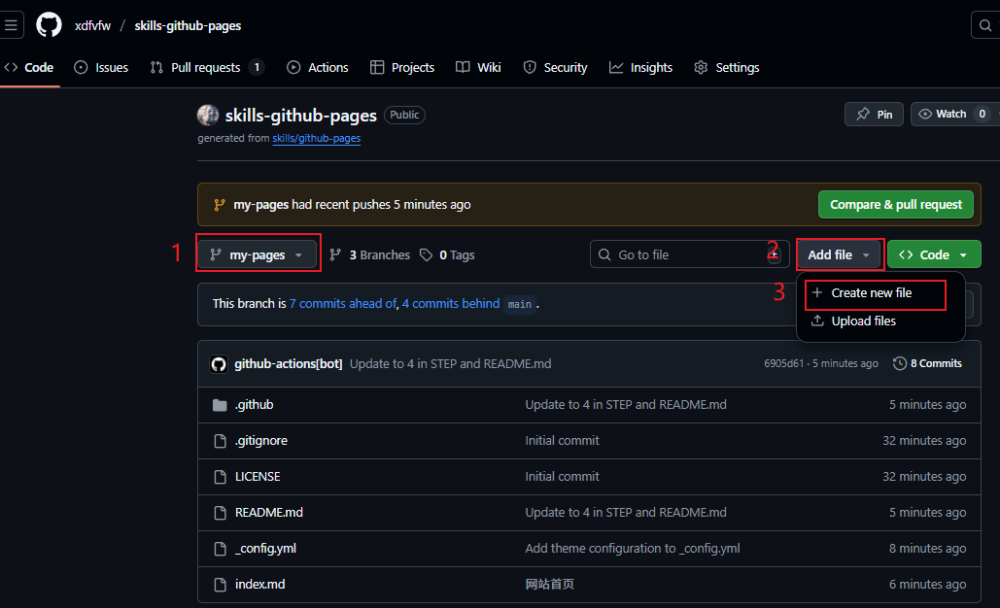 xdfvfw / skills-github-pages
Code Issues Pull requests 1 Actions Projects Wiki Security Insights Settings
skills-github-pages Public Pin Watch 0
generated from skills/github-pages
my-pages had recent pushes 5 minutes ago Compare & pull request
1 my-pages 3 Branches 0 Tags Go to file 2 Add file Code
3 Create new file
This branch is 7 commits ahead of, 4 commits behind main .
Upload files
github-actions[bot] Update to 4 in STEP and README.md 6905d61 · 5 minutes ago 8 Commits
.github Update to 4 in STEP and README.md 5 minutes ago
.gitignore Initial commit 32 minutes ago
LICENSE Initial commit 32 minutes ago
README.md Update to 4 in STEP and README.md 5 minutes ago
_config.yml Add theme configuration to _config.yml 8 minutes ago
index.md 网站首页 6 minutes ago